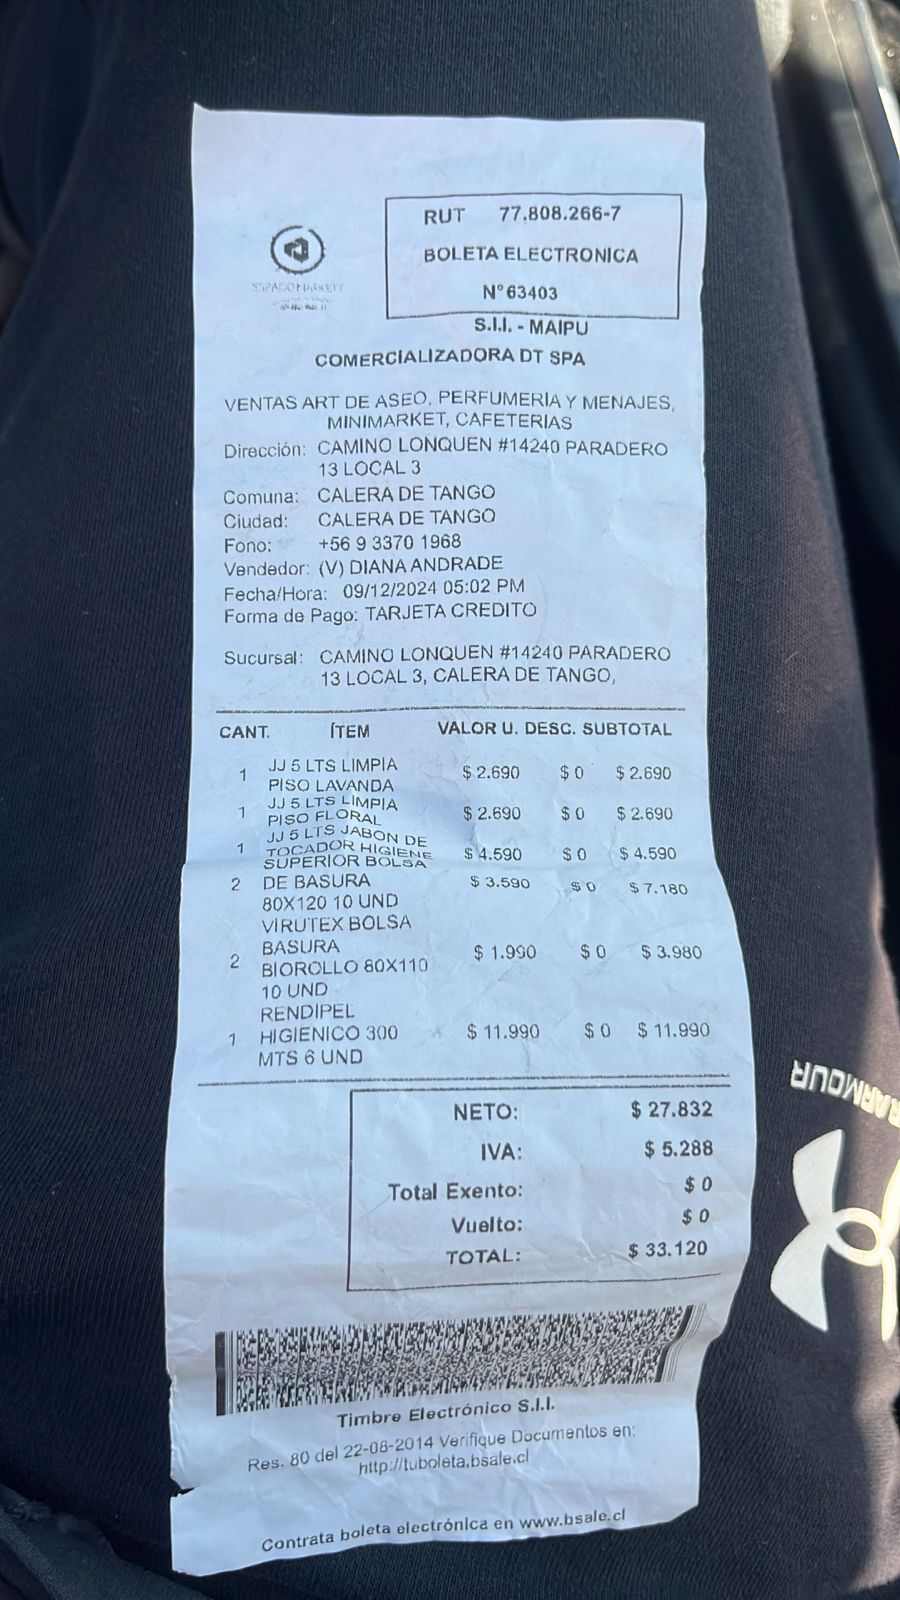 RUT 77.808.266-7
BOLETA ELECTRONICA
N° 63403
S.I.I. - MAIPU
COMERCIALIZADORA DT SPA
VENTAS ART DE ASEO, PERFUMERIA Y MENAJES,
MINIMARKET, CAFETERIAS
Dirección: CAMINO LONQUEN #14240 PARADERO
13 LOCAL 3
Comuna: CALERA DE TANGO
Ciudad: CALERA DE TANGO
Fono: +56 9 3370 1968
Vendedor: (V) DIANA ANDRADE
Fecha/Hora: 09/12/2024 05:02 PM
Forma de Pago: TARJETA CREDITO
Sucursal: CAMINO LONQUEN #14240 PARADERO
13 LOCAL 3, CALERA DE TANGO,
CANT. ÍTEM VALOR U. DESC. SUBTOTAL
JJ 5 LTS LIMPIA
1 $ 2.690 $ 0 $ 2.690
PISO LAVANDA
JJ 5 LTS LIMPIA
1 $ 2.690 $ 0 $ 2.690
PISO FLORAL
JJ 5 LTS JABON DE
1 TOCADOR HIGIENE $ 4.590 $ 0 $ 4.590
SUPERIOR BOLSA
2 DE BASURA $ 3.590 $ 0 $ 7.180
80X120 10 UND
VIRUTEX BOLSA
BASURA
2 $ 1.990 $ 0 $ 3.980
BIOROLLO 80X110
10 UND
RENDIPEL
1 HIGIENICO 300 $ 11.990 $ 0 $ 11.990
MTS 6 UND
NETO: $ 27.832
IVA: $ 5.288
Total Exento: $ 0
Vuelto: $ 0
TOTAL: $ 33.120
Timbre Electrónico S.I.I.
Res. 80 del 22-08-2014 Verifique Documentos en:
http://tuboleta.bsale.cl
Contrata boleta electrónica en www.bsale.cl
ARMOUR